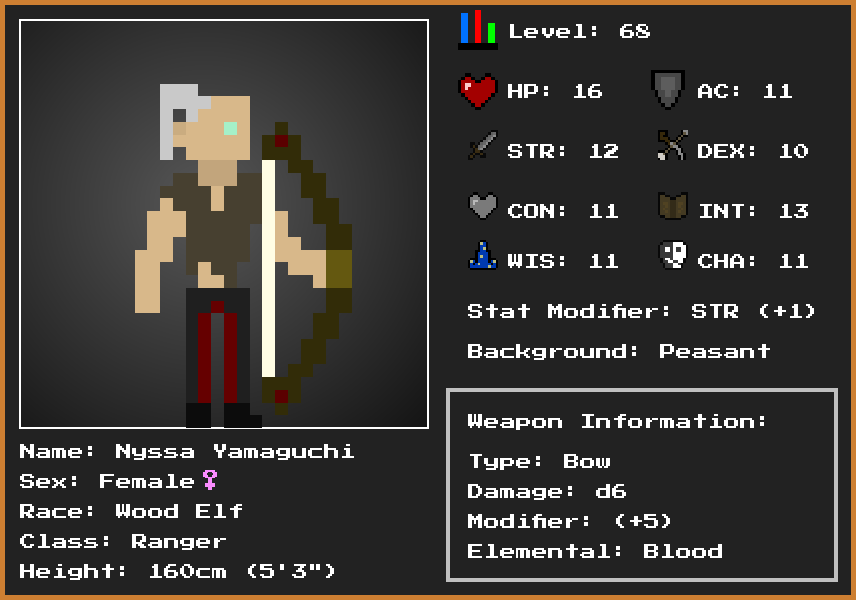 Level: 68
HP: 16
AC: 11
STR: 12
DEX: 10
CON: 11
INT: 13
WIS: 11
CHA: 11
Stat Modifier: STR (+1)
Background: Peasant
Weapon Information:
Type: Bow
Damage: d6
Modifier: (+5)
Elemental: Blood
Name: Nyssa Yamaguchi
Sex: Female♀
Race: Wood Elf
Class: Ranger
Height: 160cm (5'3")